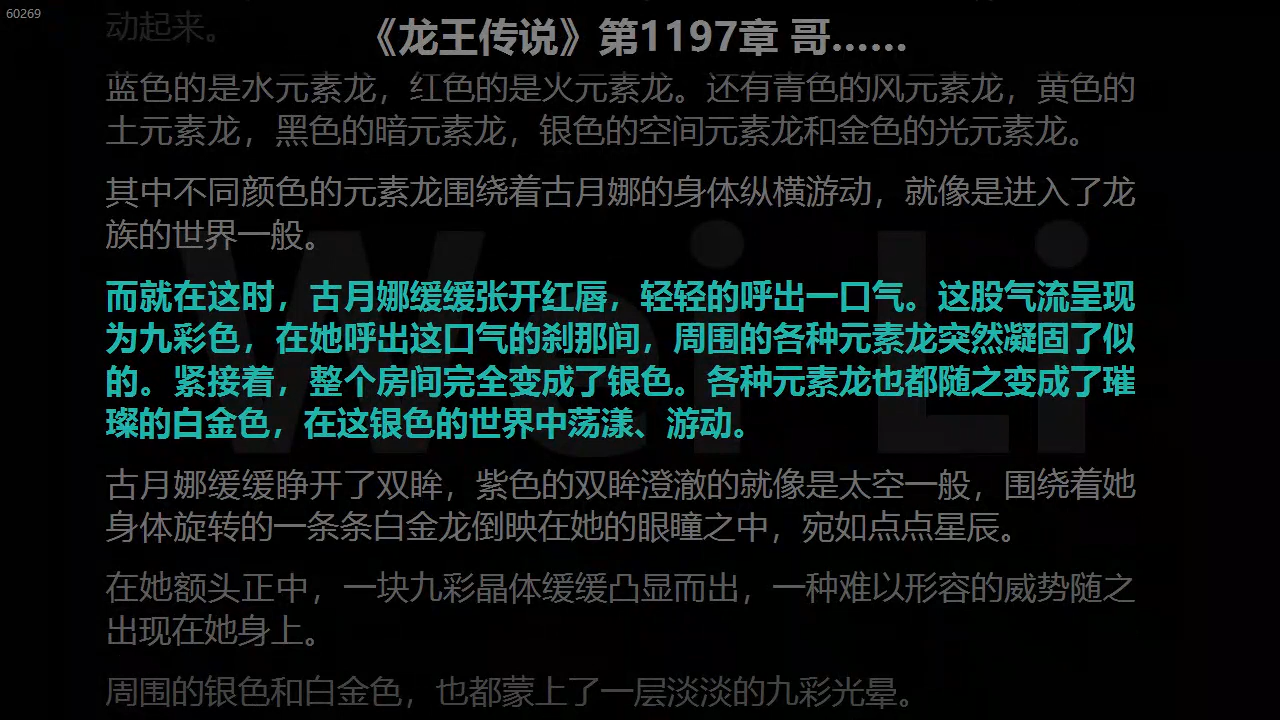 60269
动起来。
《龙王传说》第1197章 哥……
蓝色的是水元素龙，红色的是火元素龙。还有青色的风元素龙，黄色的
土元素龙，黑色的暗元素龙，银色的空间元素龙和金色的光元素龙。
其中不同颜色的元素龙围绕着古月娜的身体纵横游动，就像是进入了龙
族的世界一般。
而就在这时，古月娜缓缓张开红唇，轻轻的呼出一口气。这股气流呈现
为九彩色，在她呼出这口气的刹那间，周围的各种元素龙突然凝固了似
的。紧接着，整个房间完全变成了银色。各种元素龙也都随之变成了璀
璨的白金色，在这银色的世界中荡漾、游动。
古月娜缓缓睁开了双眸，紫色的双眸澄澈的就像是太空一般，围绕着她
身体旋转的一条条白金龙倒映在她的眼瞳之中，宛如点点星辰。
在她额头正中，一块九彩晶体缓缓凸显而出，一种难以形容的威势随之
出现在她身上。
周围的银色和白金色，也都蒙上了一层淡淡的九彩光晕。
Wei Li